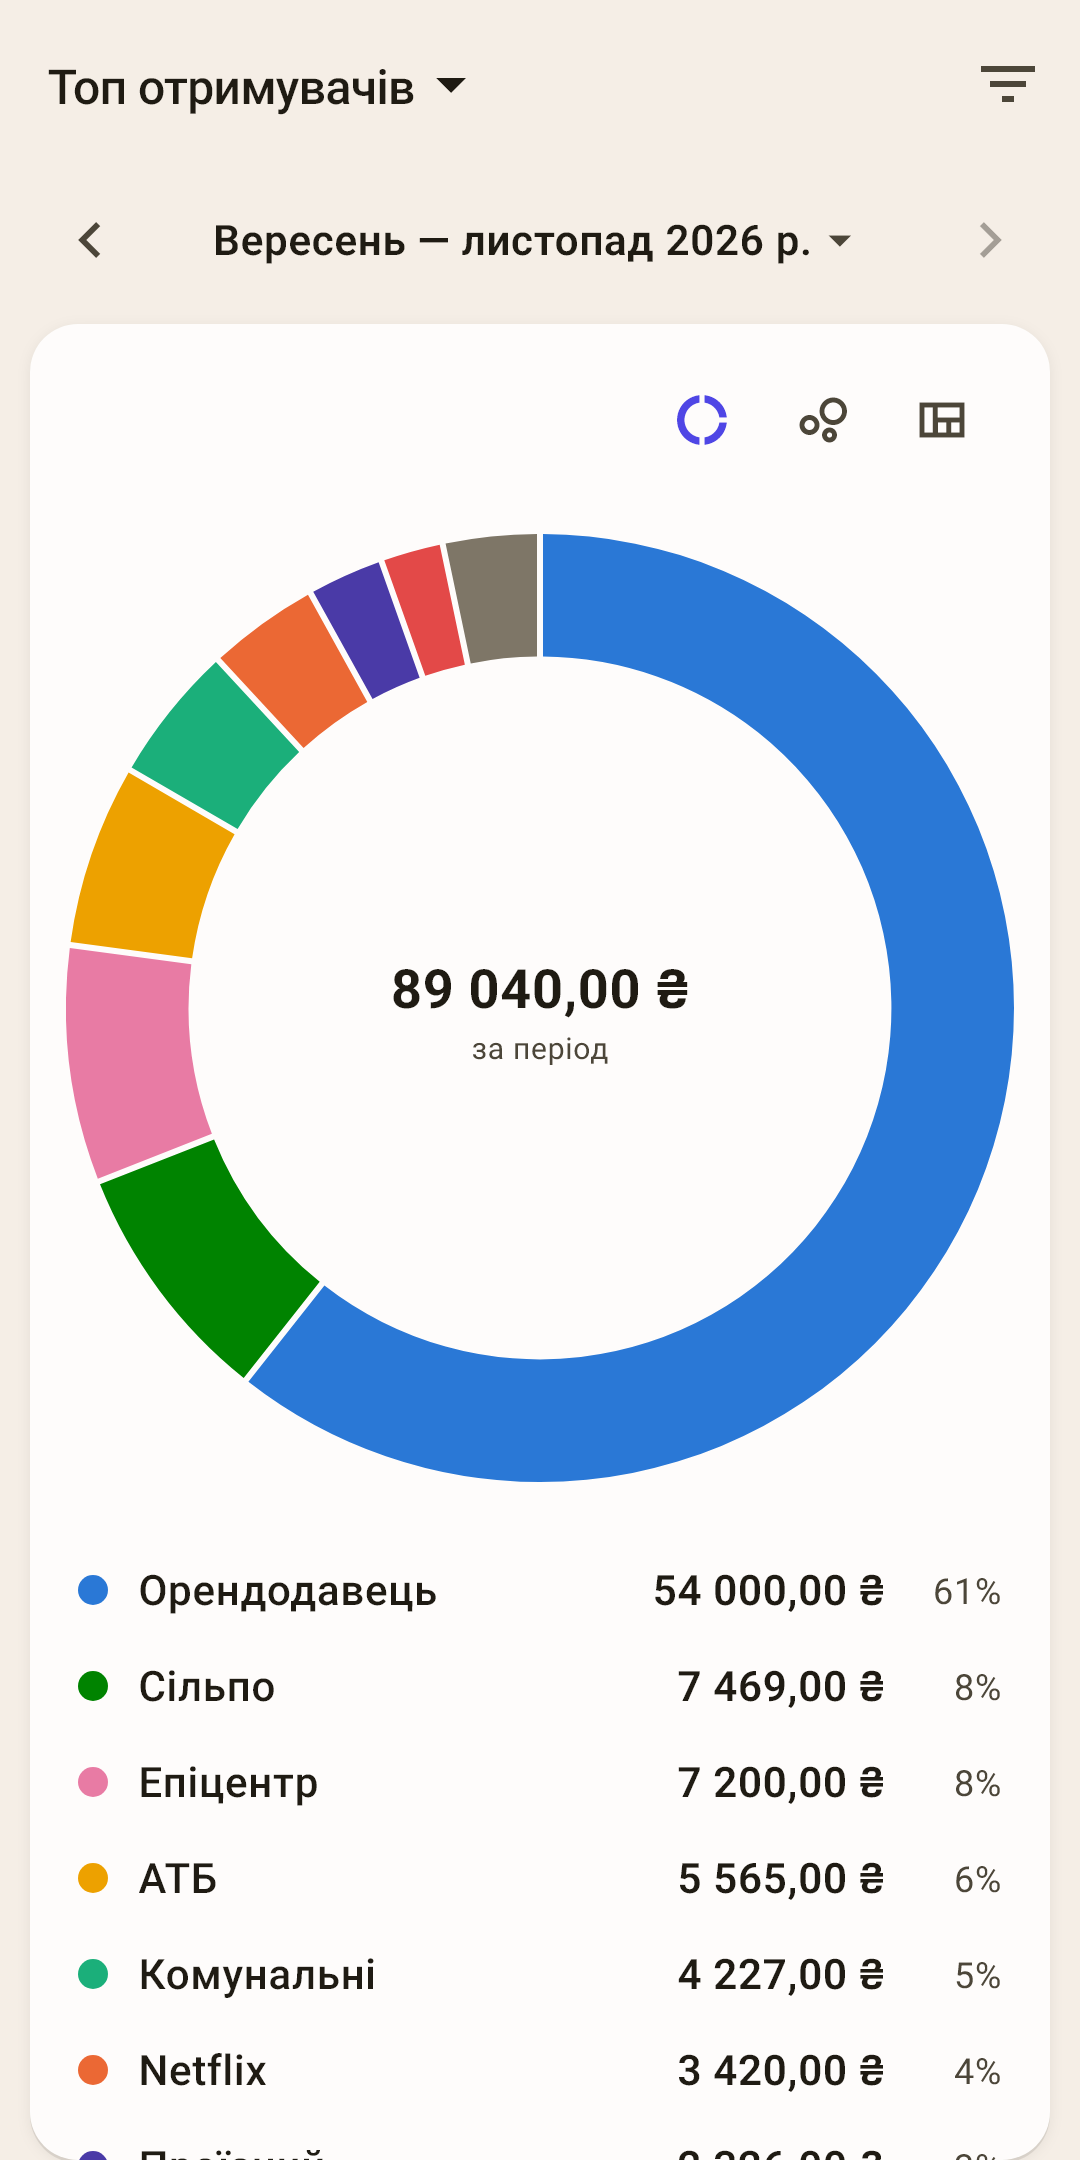 Топ отримувачів
Вересень — листопад 2026 р.
89 040,00 ₴
за період
Орендодавець 54 000,00 ₴ 61%
Сільпо 7 469,00 ₴ 8%
Епіцентр 7 200,00 ₴ 8%
АТБ 5 565,00 ₴ 6%
Комунальні 4 227,00 ₴ 5%
Netflix 3 420,00 ₴ 4%